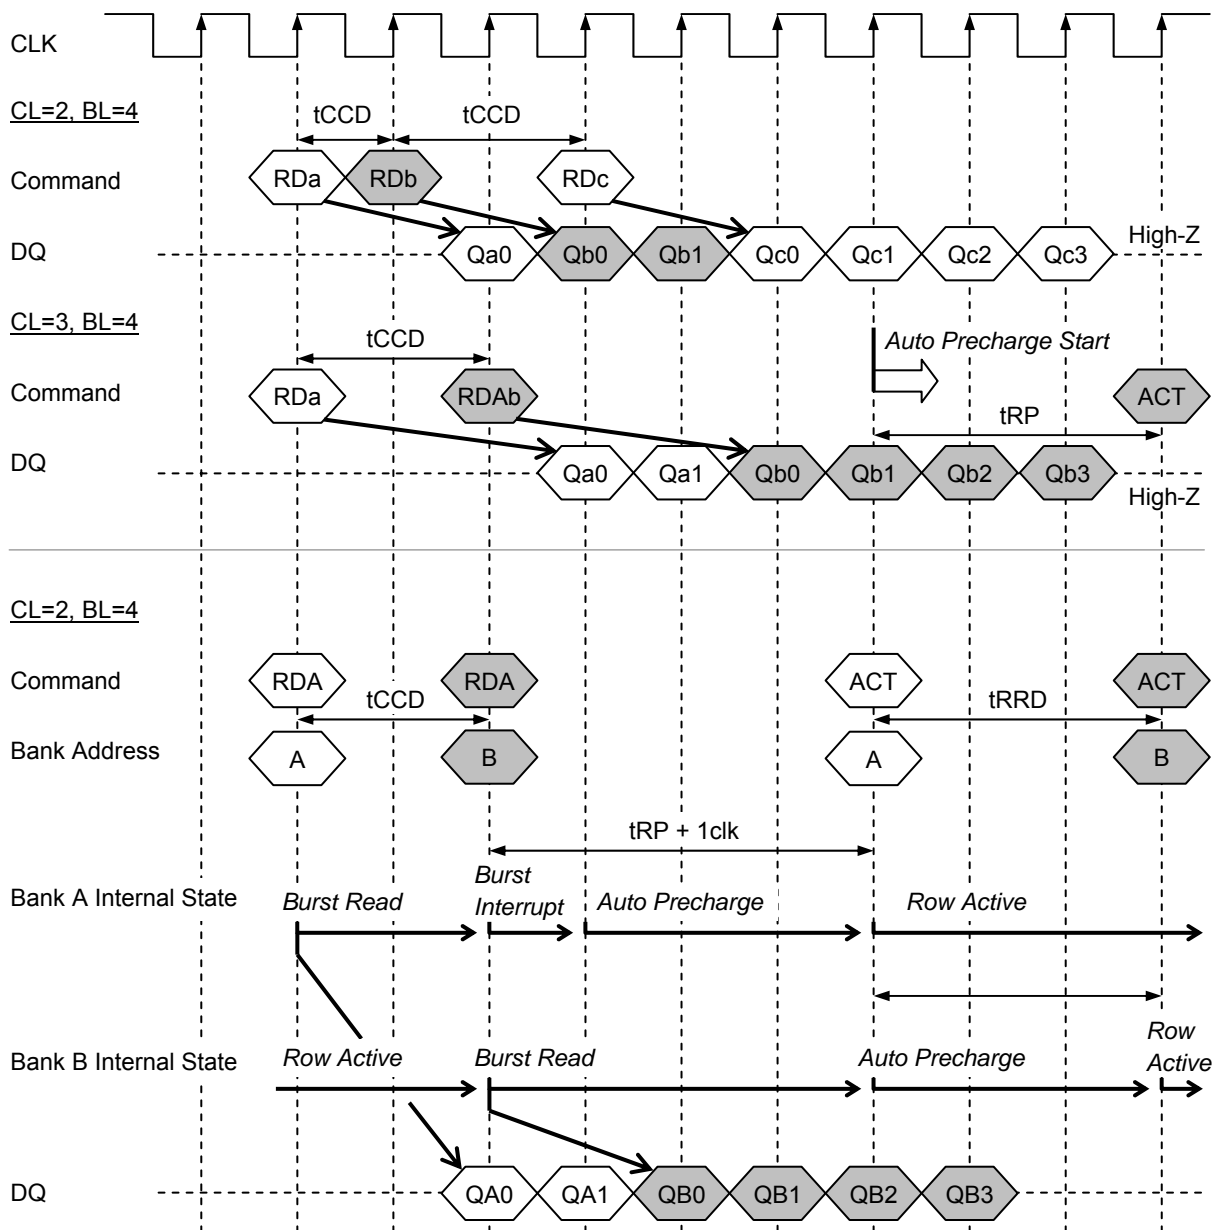 CLK
CL=2, BL=4
tCCD tCCD
Command RDa RDb RDc
DQ Qa0 Qb0 Qb1 Qc0 Qc1 Qc2 Qc3 High-Z
CL=3, BL=4
tCCD Auto Precharge Start
Command RDa RDAb ACT
tRP
DQ Qa0 Qa1 Qb0 Qb1 Qb2 Qb3 High-Z
CL=2, BL=4
Command RDA RDA ACT ACT
tCCD tRRD
Bank Address A B A B
tRP + 1clk
Bank A Internal State Burst Read Burst Interrupt Auto Precharge Row Active
Bank B Internal State Row Active Burst Read Auto Precharge Row Active
DQ QA0 QA1 QB0 QB1 QB2 QB3